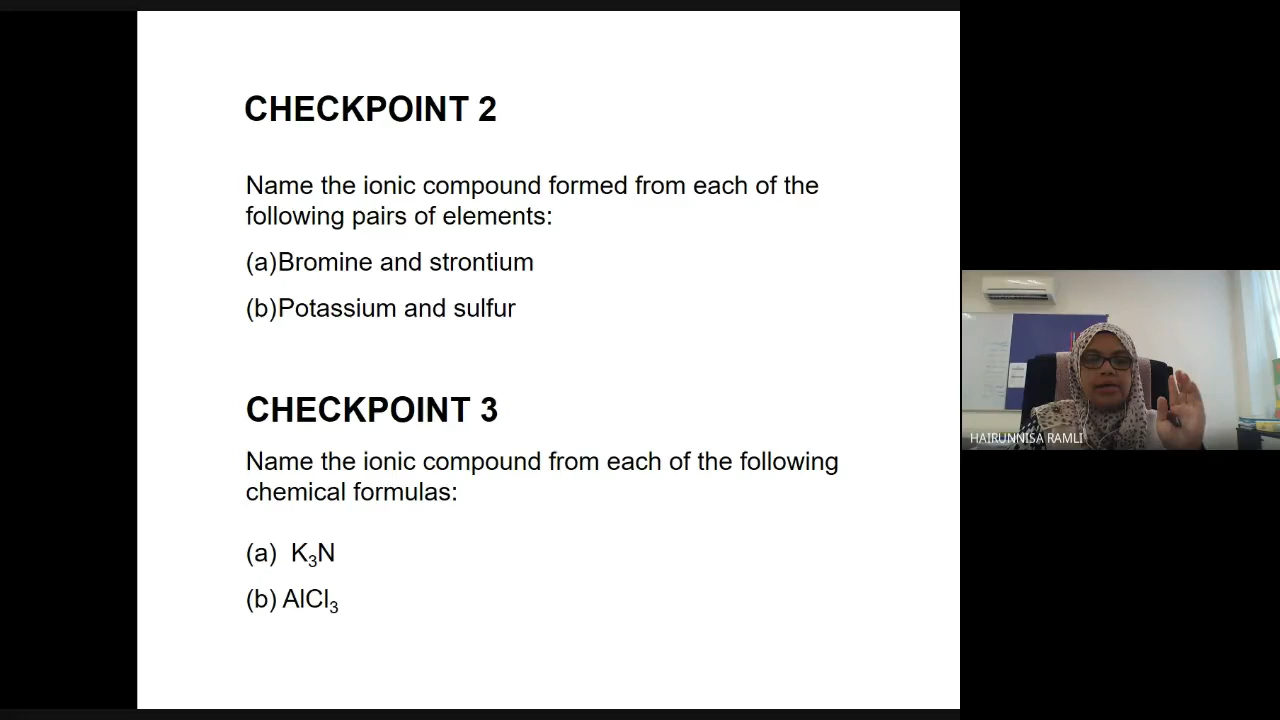 CHECKPOINT 2
Name the ionic compound formed from each of the
following pairs of elements:
(a)Bromine and strontium
(b)Potassium and sulfur
CHECKPOINT 3
Name the ionic compound from each of the following
chemical formulas:
(a) K₃N
(b) AlCl₃
HAIRUNNISA RAMLI